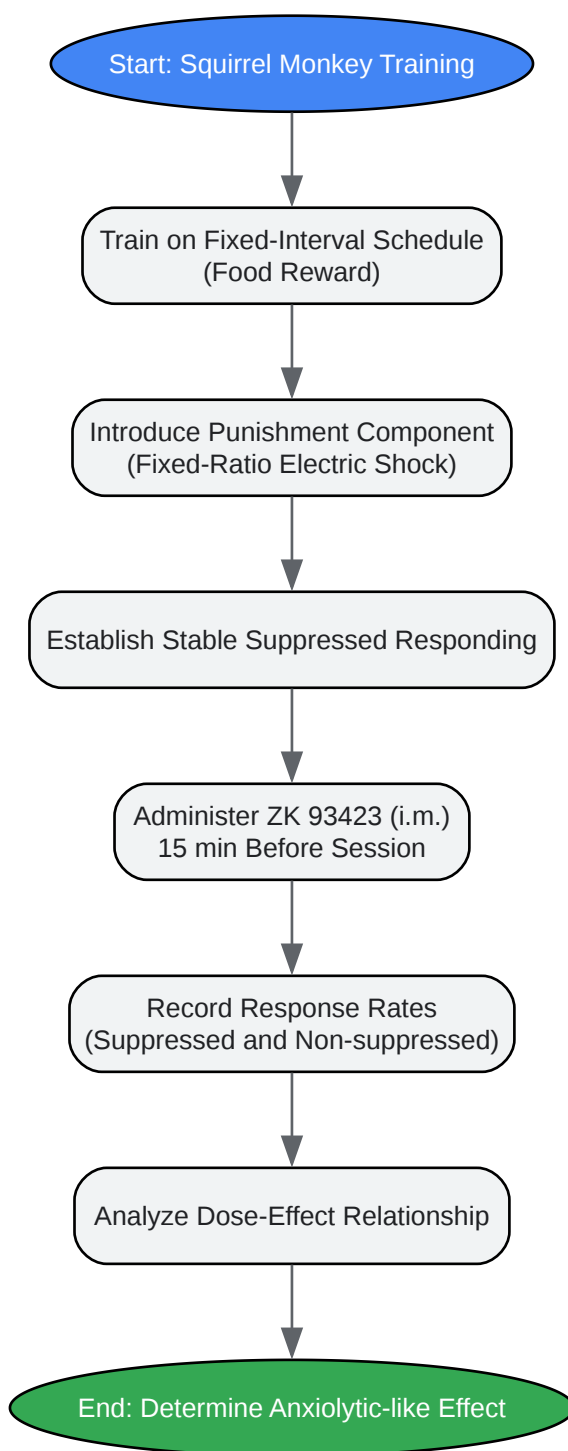 Start: Squirrel Monkey Training
Train on Fixed-Interval Schedule
(Food Reward)
Introduce Punishment Component
(Fixed-Ratio Electric Shock)
Establish Stable Suppressed Responding
Administer ZK 93423 (i.m.)
15 min Before Session
Record Response Rates
(Suppressed and Non-suppressed)
Analyze Dose-Effect Relationship
End: Determine Anxiolytic-like Effect